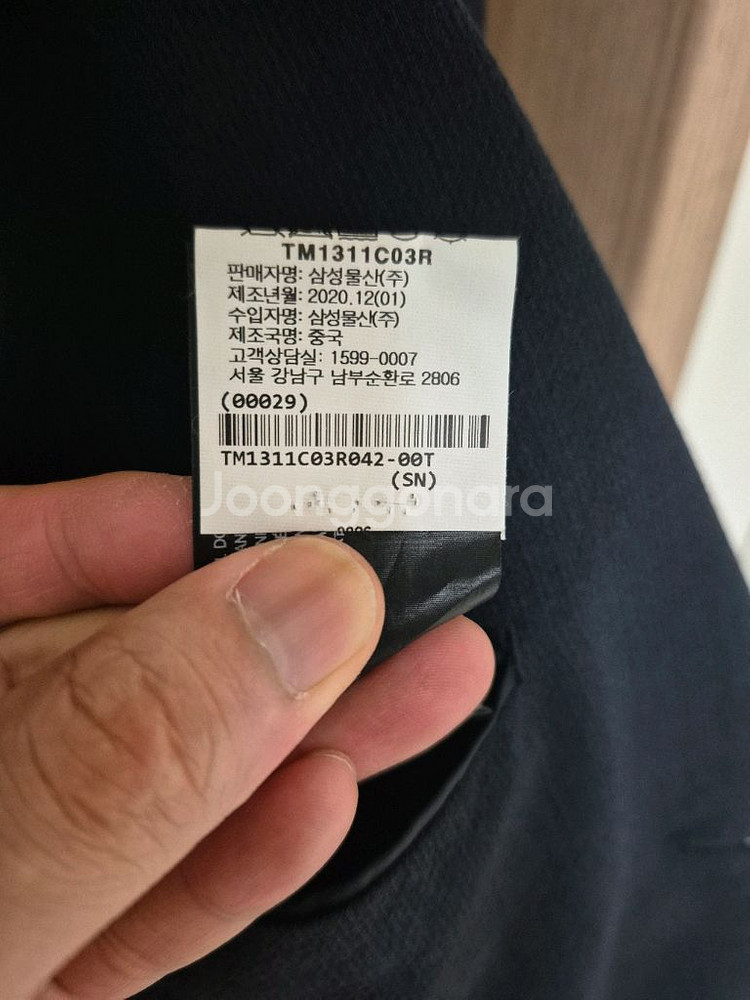 TM1311C03R
판매자명: 삼성물산(주)
제조년월: 2020.12(01)
수입자명: 삼성물산(주)
제조국명: 중국
고객상담실: 1599-0007
서울 강남구 남부순환로 2806
(00029)
TM1311C03R042-00T
(SN)
Joonggonara